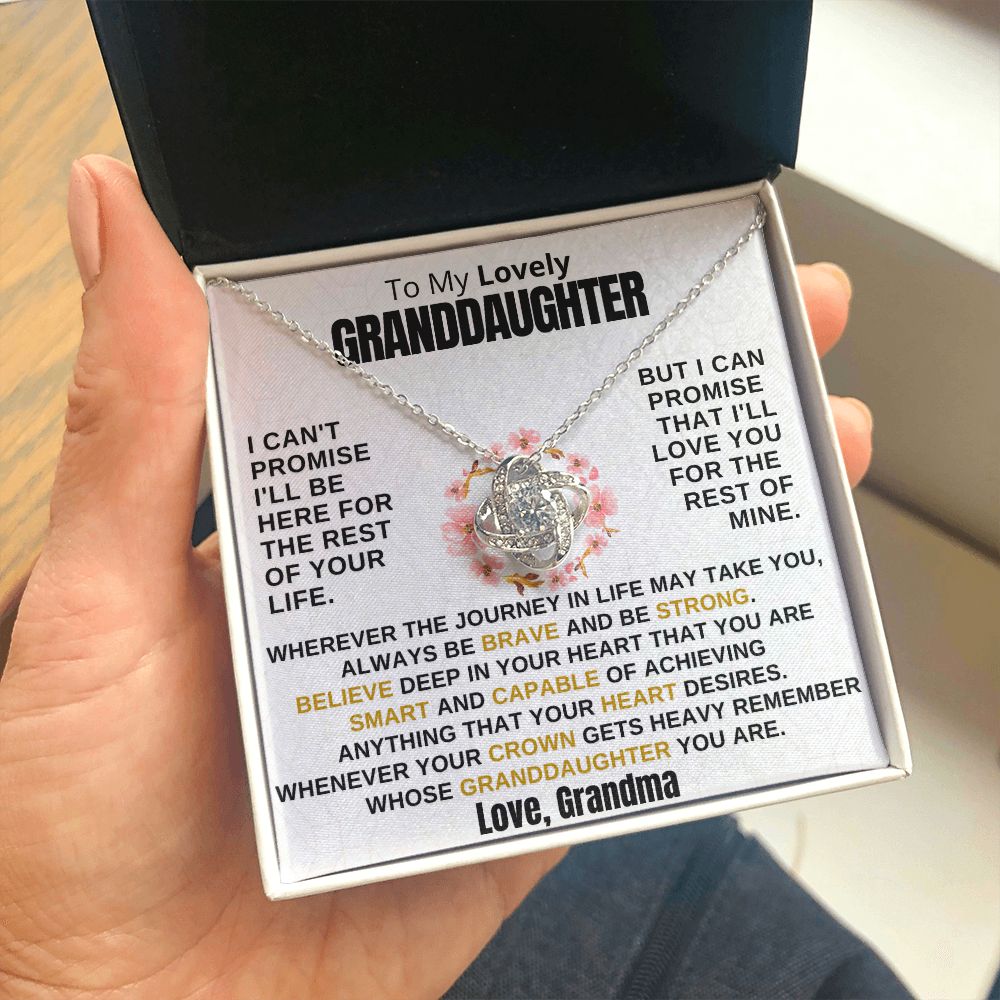 To My Lovely
GRANDDAUGHTER
I CAN'T
PROMISE
I'LL BE
HERE FOR
THE REST
OF YOUR
LIFE.
BUT I CAN
PROMISE
THAT I'LL
LOVE YOU
FOR THE
REST OF
MINE.
WHEREVER THE JOURNEY IN LIFE MAY TAKE YOU,
ALWAYS BE BRAVE AND BE STRONG.
BELIEVE DEEP IN YOUR HEART THAT YOU ARE
SMART AND CAPABLE OF ACHIEVING
ANYTHING THAT YOUR HEART DESIRES.
WHENEVER YOUR CROWN GETS HEAVY REMEMBER
WHOSE GRANDDAUGHTER YOU ARE.
Love, Grandma